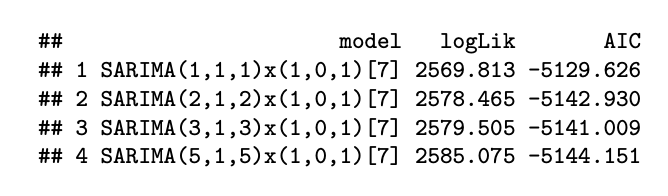 ## model logLik AIC
## 1 SARIMA(1,1,1)x(1,0,1)[7] 2569.813 -5129.626
## 2 SARIMA(2,1,2)x(1,0,1)[7] 2578.465 -5142.930
## 3 SARIMA(3,1,3)x(1,0,1)[7] 2579.505 -5141.009
## 4 SARIMA(5,1,5)x(1,0,1)[7] 2585.075 -5144.151